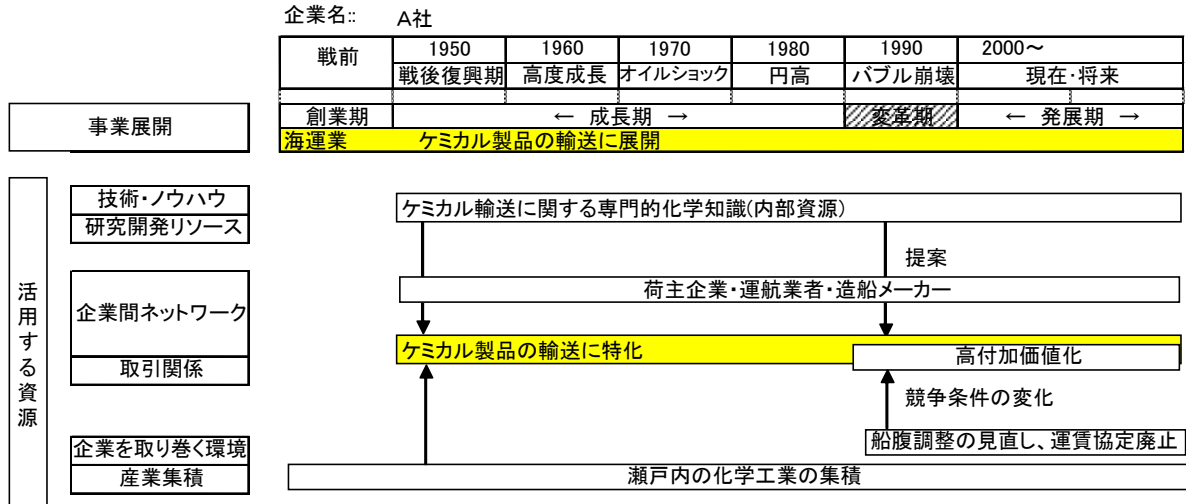 企業名:: A社
戦前 1950 1960 1970 1980 1990 2000～
戦後復興期 高度成長 オイルショック 円高 バブル崩壊 現在・将来
事業展開
創業期 ← 成長期 → 変革期 ← 発展期 →
海運業 ケミカル製品の輸送に展開
活用する資源
技術・ノウハウ
研究開発リソース
ケミカル輸送に関する専門的化学知識(内部資源)
提案
企業間ネットワーク
荷主企業・運航業者・造船メーカー
ケミカル製品の輸送に特化
取引関係
高付加価値化
競争条件の変化
企業を取り巻く環境
船腹調整の見直し、運賃協定廃止
産業集積
瀬戸内の化学工業の集積